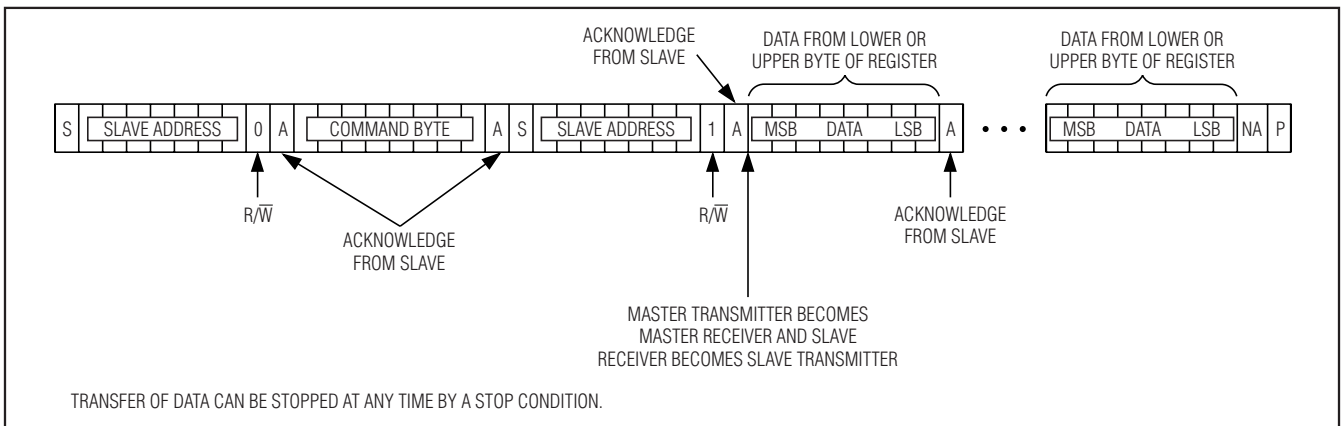 ACKNOWLEDGE
FROM SLAVE
DATA FROM LOWER OR
UPPER BYTE OF REGISTER
DATA FROM LOWER OR
UPPER BYTE OF REGISTER
S SLAVE ADDRESS 0 A COMMAND BYTE A S SLAVE ADDRESS 1 A MSB DATA LSB A • • • MSB DATA LSB NA P
R/W̅
ACKNOWLEDGE
FROM SLAVE
R/W̅
ACKNOWLEDGE
FROM SLAVE
MASTER TRANSMITTER BECOMES
MASTER RECEIVER AND SLAVE
RECEIVER BECOMES SLAVE TRANSMITTER
TRANSFER OF DATA CAN BE STOPPED AT ANY TIME BY A STOP CONDITION.